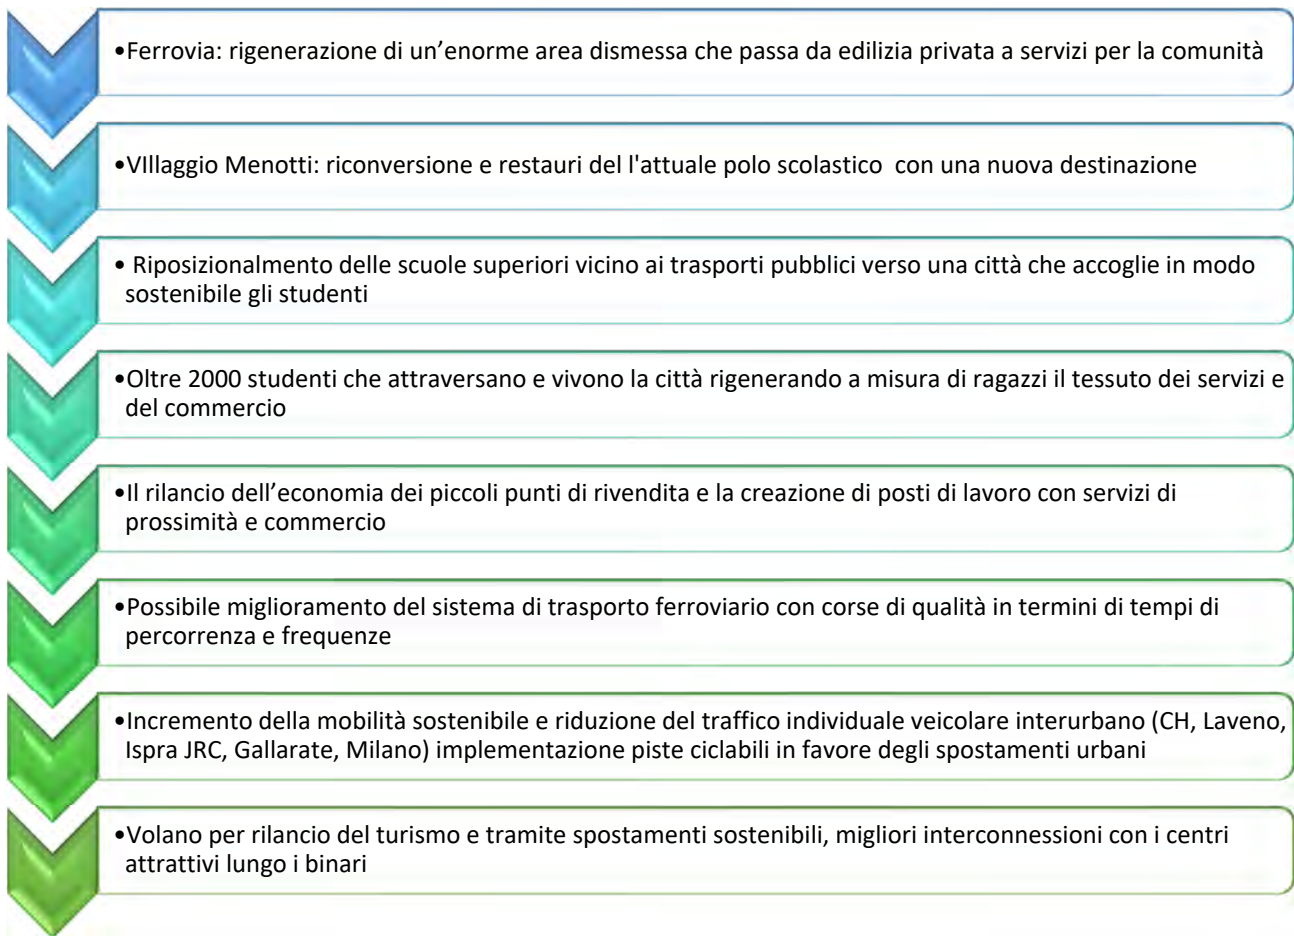 •Ferrovia: rigenerazione di un’enorme area dismessa che passa da edilizia privata a servizi per la comunità
•VIllaggio Menotti: riconversione e restauri del l'attuale polo scolastico  con una nuova destinazione
• Riposizionalmento delle scuole superiori vicino ai trasporti pubblici verso una città che accoglie in modo
sostenibile gli studenti
•Oltre 2000 studenti che attraversano e vivono la città rigenerando a misura di ragazzi il tessuto dei servizi e
del commercio
•Il rilancio dell’economia dei piccoli punti di rivendita e la creazione di posti di lavoro con servizi di
prossimità e commercio
•Possibile miglioramento del sistema di trasporto ferroviario con corse di qualità in termini di tempi di
percorrenza e frequenze
•Incremento della mobilità sostenibile e riduzione del traffico individuale veicolare interurbano (CH, Laveno,
Ispra JRC, Gallarate, Milano) implementazione piste ciclabili in favore degli spostamenti urbani
•Volano per rilancio del turismo e tramite spostamenti sostenibili, migliori interconnessioni con i centri
attrattivi lungo i binari